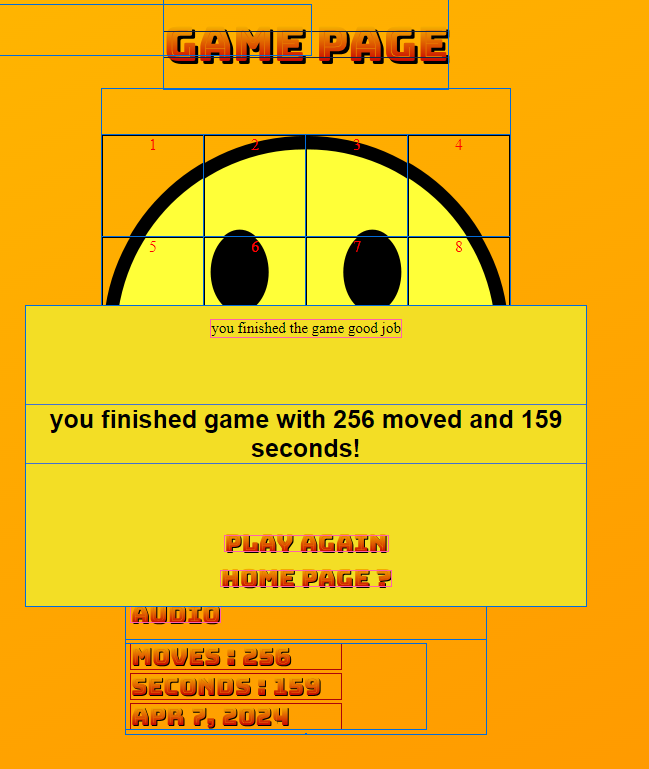 GAME PAGE
1 2 3 4
5 6 7 8
you finished the game good job
you finished game with 256 moved and 159
seconds!
PLAY AGAIN
HOME PAGE ?
AUDIO
MOVES : 256
SECONDS : 159
APR 7, 2024